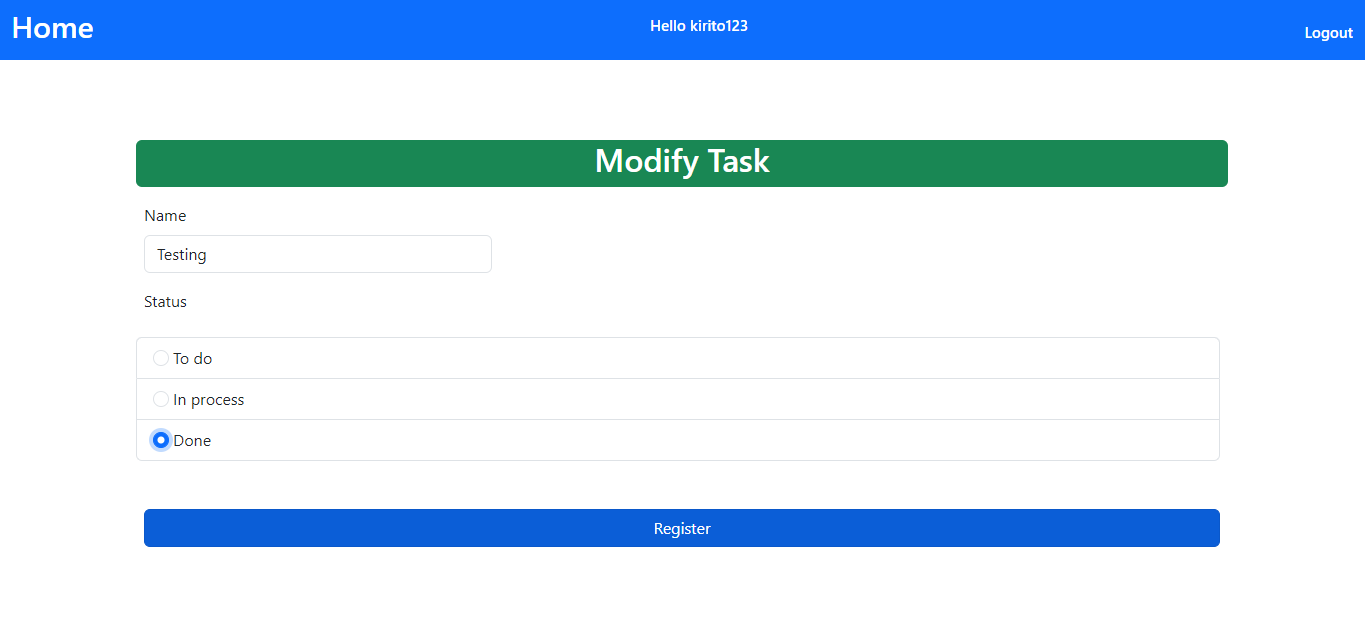 Home
Hello kirito123
Logout
Modify Task
Name
Testing
Status
To do
In process
Done
Register